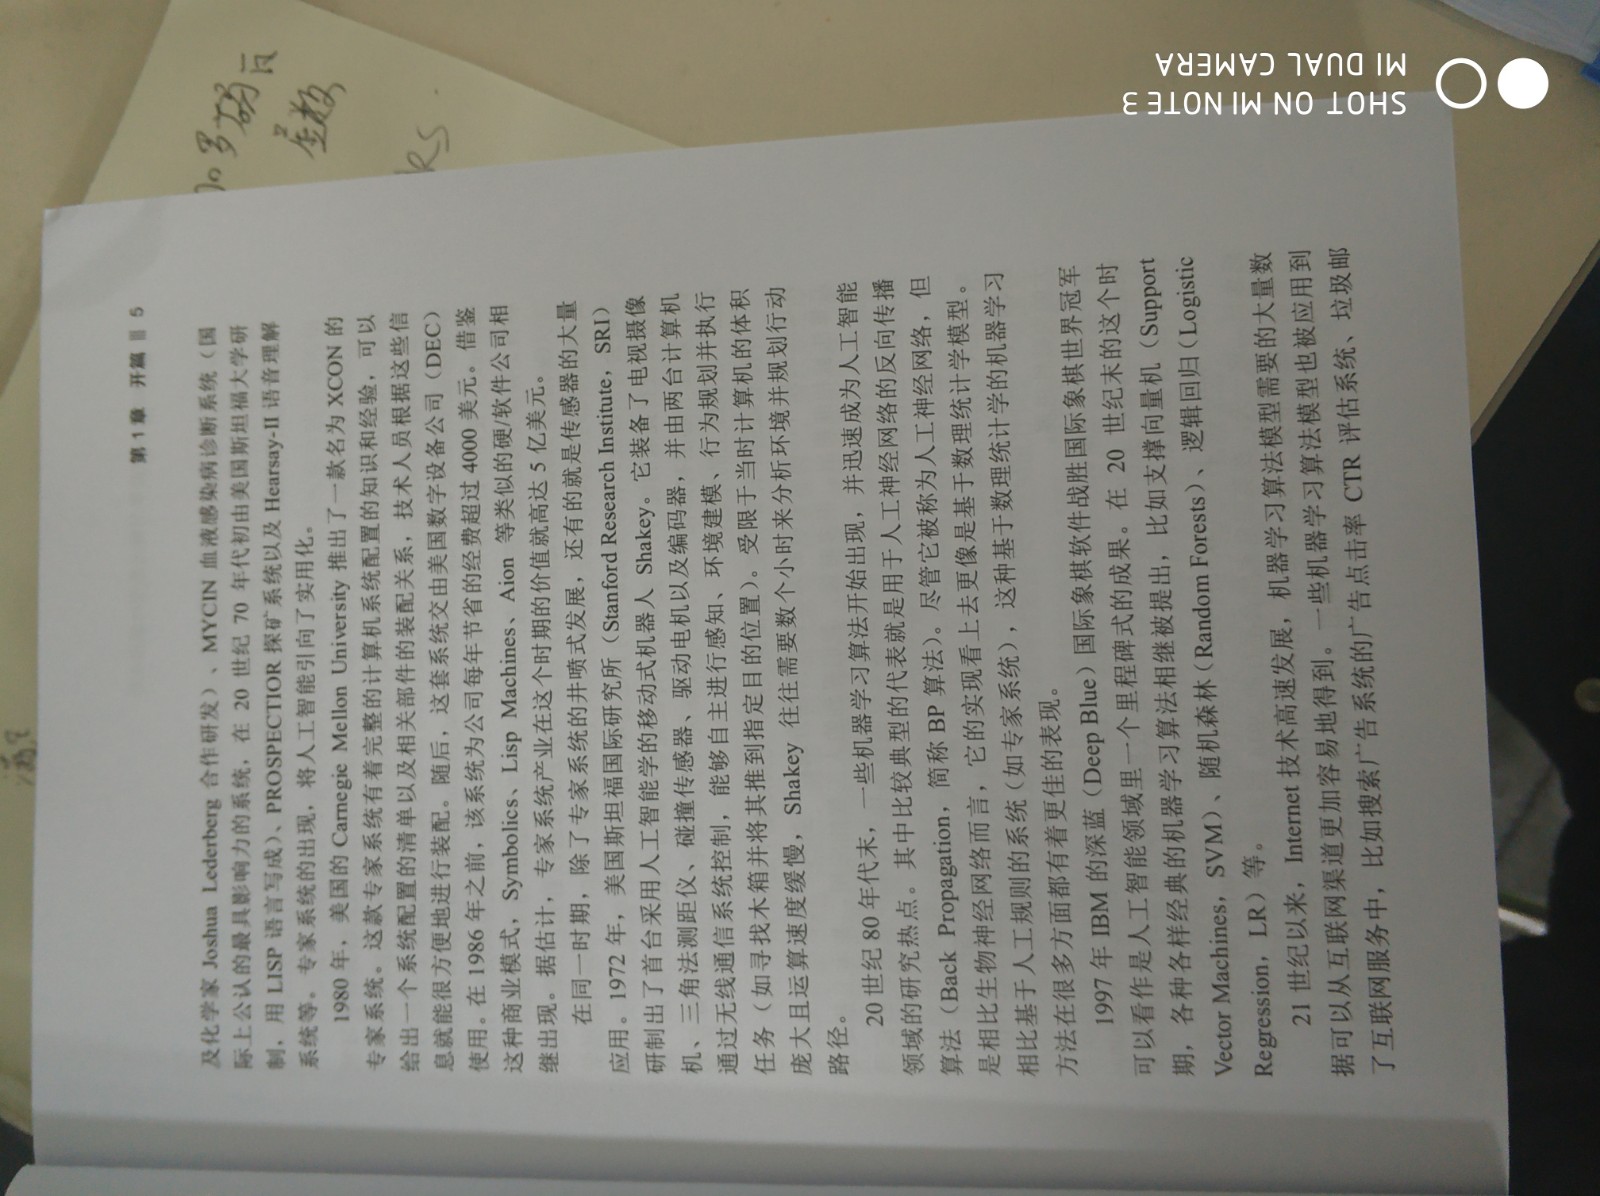 第 1 章 开篇 ‖ 5
及化学家 Joshua Lederberg 合作研发）、MYCIN 血液感染病诊断系统（国
际上公认的最具影响力的系统，在 20 世纪 70 年代初由美国斯坦福大学研
制，用 LISP 语言写成）、PROSPECTIOR 探矿系统以及 Hearsay-II 语音理解
系统等。专家系统的出现，将人工智能引向了实用化。
1980 年，美国的 Carnegie Mellon University 推出了一款名为 XCON 的
专家系统。这款专家系统有着完整的计算机系统配置的知识和经验，可以
给出一个系统配置的清单以及相关部件的装配关系，技术人员根据这些信
息就能很方便地进行装配。随后，这套系统交由美国数字设备公司（DEC）
使用。在 1986 年之前，该系统为公司每年节省的经费超过 4000 美元。借鉴
这种商业模式，Symbolics、Lisp Machines、Aion 等类似的硬/软件公司相
继出现。据估计，专家系统产业在这个时期的价值就高达 5 亿美元。
在同一时期，除了专家系统的井喷式发展，还有的就是传感器的大量
应用。1972 年，美国斯坦福国际研究所（Stanford Research Institute，SRI）
研制出了首台采用人工智能学的移动式机器人 Shakey。它装备了电视摄像
机、三角法测距仪、碰撞传感器、驱动电机以及编码器，并由两台计算机
通过无线通信系统控制，能够自主进行感知、环境建模、行为规划并执行
任务（如寻找木箱并将其推到指定目的位置）。受限于当时计算机的体积
庞大且运算速度缓慢，Shakey 往往需要数个小时来分析环境并规划行动
路径。
20 世纪 80 年代末，一些机器学习算法开始出现，并迅速成为人工智能
领域的研究热点。其中比较典型的代表就是用于人工神经网络的反向传播
算法（Back Propagation，简称 BP 算法）。尽管它被称为人工神经网络，但
是相比生物神经网络而言，它的实现看上去更像是基于数理统计学模型。
相比基于人工规则的系统（如专家系统），这种基于数理统计学的机器学习
方法在很多方面都有着更佳的表现。
1997 年 IBM 的深蓝（Deep Blue）国际象棋软件战胜国际象棋世界冠军
可以看作是人工智能领域里一个里程碑式的成果。在 20 世纪末的这个时
期，各种各样经典的机器学习算法相继被提出，比如支撑向量机（Support
Vector Machines，SVM）、随机森林（Random Forests）、逻辑回归（Logistic
Regression，LR）等。
21 世纪以来，Internet 技术高速发展，机器学习算法模型需要的大量数
据可以从互联网渠道更加容易地得到。一些机器学习算法模型也被应用到
了互联网服务中，比如搜索广告系统的广告点击率 CTR 评估系统、垃圾邮
SHOT ON MI NOTE 3
MI DUAL CAMERA